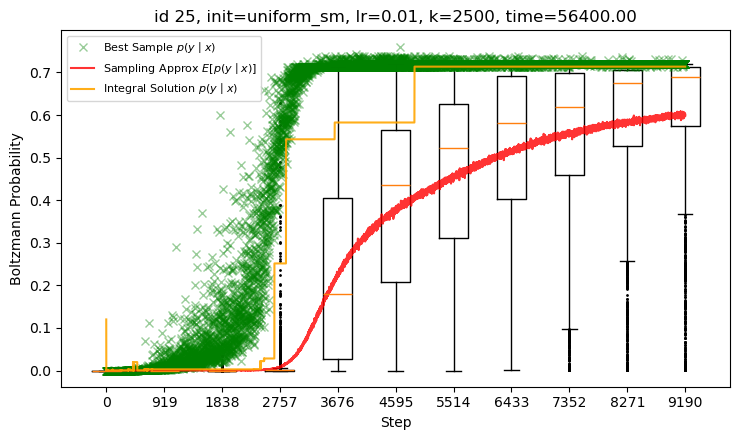 id 25, init=uniform_sm, lr=0.01, k=2500, time=56400.00
Best Sample p(y | x)
Sampling Approx E[p(y | x)]
Integral Solution p(y | x)
Boltzmann Probability
0.7
0.6
0.5
0.4
0.3
0.2
0.1
0.0
0 919 1838 2757 3676 4595 5514 6433 7352 8271 9190
Step